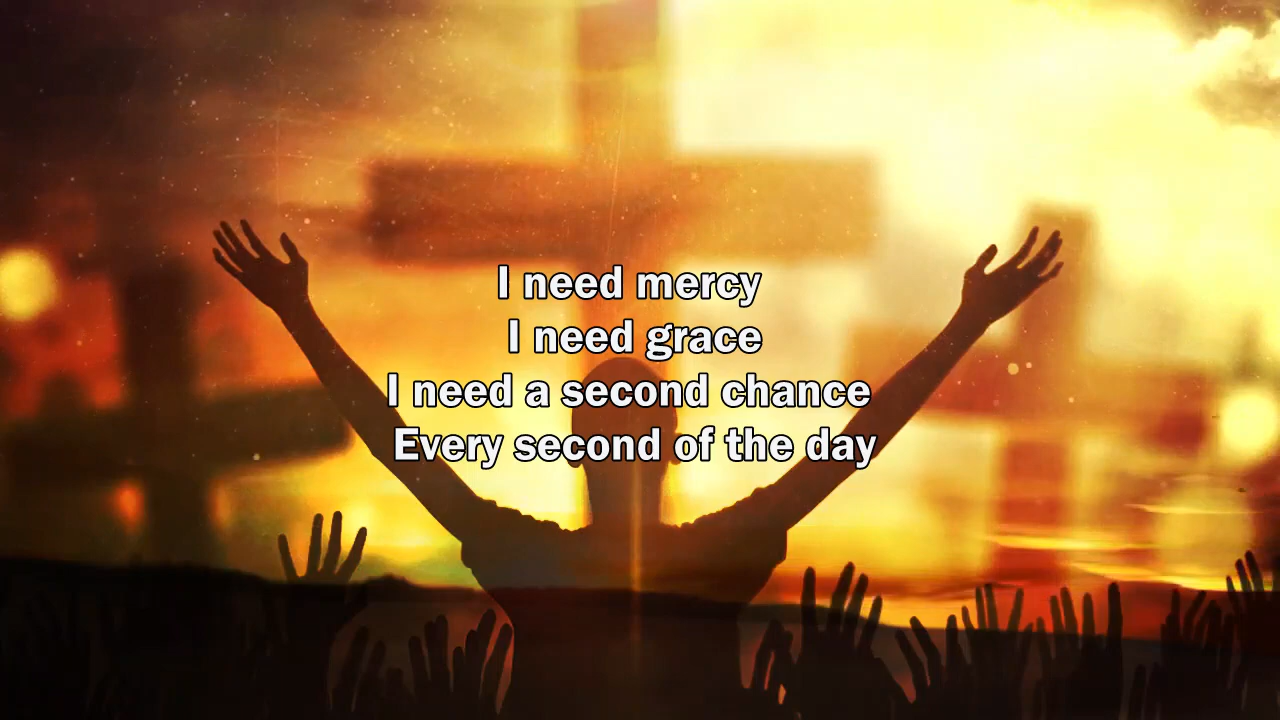 I need mercy
I need grace
I need a second chance
Every second of the day